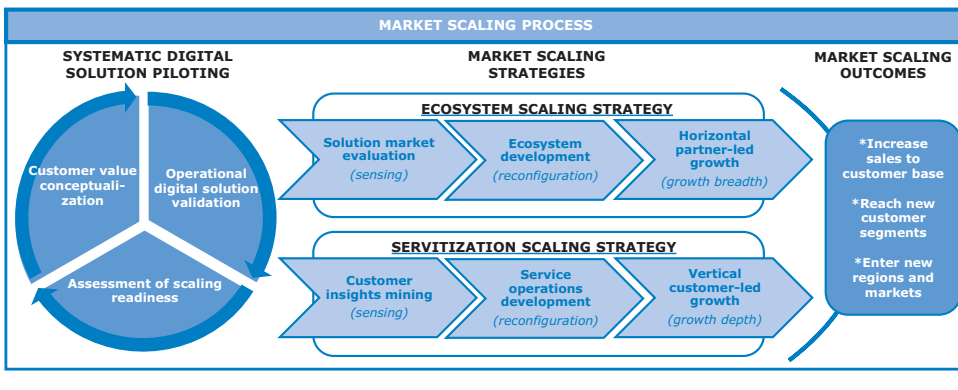 MARKET SCALING PROCESS
SYSTEMATIC DIGITAL
SOLUTION PILOTING
Customer value
conceptuali-
zation
Operational
digital solution
validation
Assessment of scaling
readiness
MARKET SCALING
STRATEGIES
ECOSYSTEM SCALING STRATEGY
Solution market
evaluation
(sensing)
Ecosystem
development
(reconfiguration)
Horizontal
partner-led
growth
(growth breadth)
SERVITIZATION SCALING STRATEGY
Customer
insights mining
(sensing)
Service
operations
development
(reconfiguration)
Vertical
customer-led
growth
(growth depth)
MARKET SCALING
OUTCOMES
*Increase
sales to
customer base
*Reach new
customer
segments
*Enter new
regions and
markets